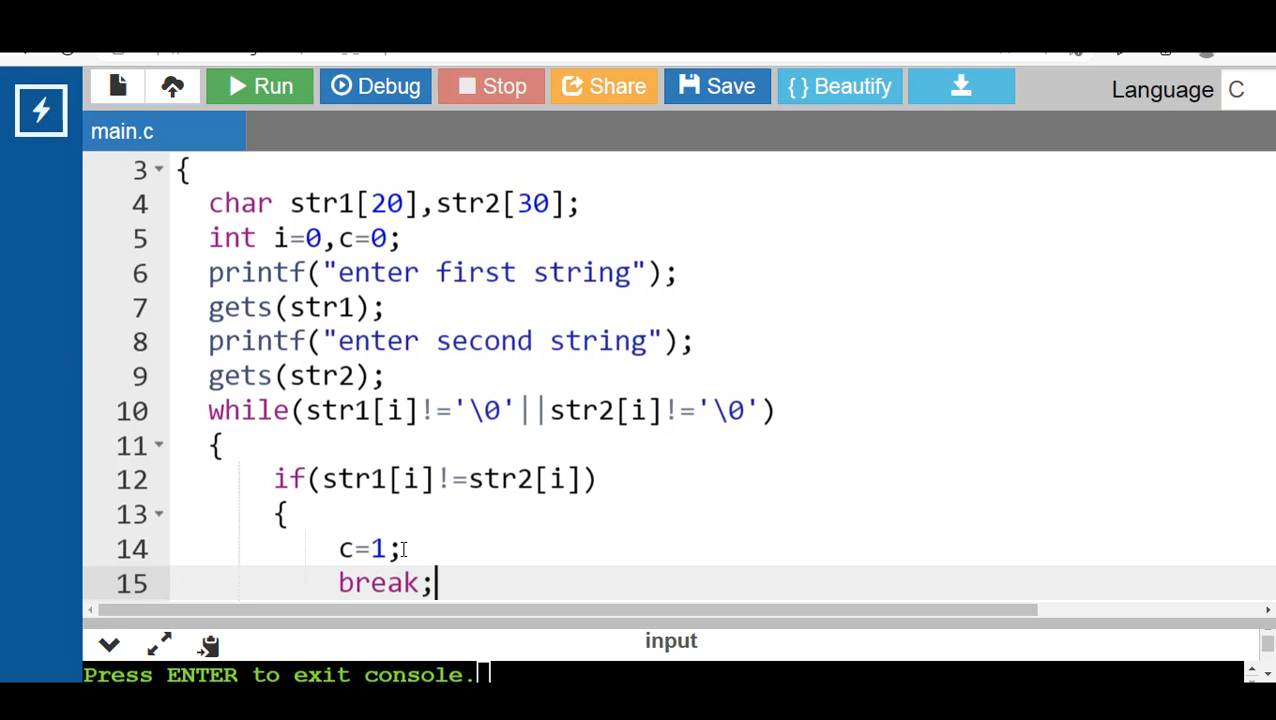 Run Debug Stop Share Save { } Beautify Language C
main.c
3 {
4 char str1[20],str2[30];
5 int i=0,c=0;
6 printf("enter first string");
7 gets(str1);
8 printf("enter second string");
9 gets(str2);
10 while(str1[i]!='\0'||str2[i]!='\0')
11 {
12 if(str1[i]!=str2[i])
13 {
14 c=1;
15 break;
input
Press ENTER to exit console.